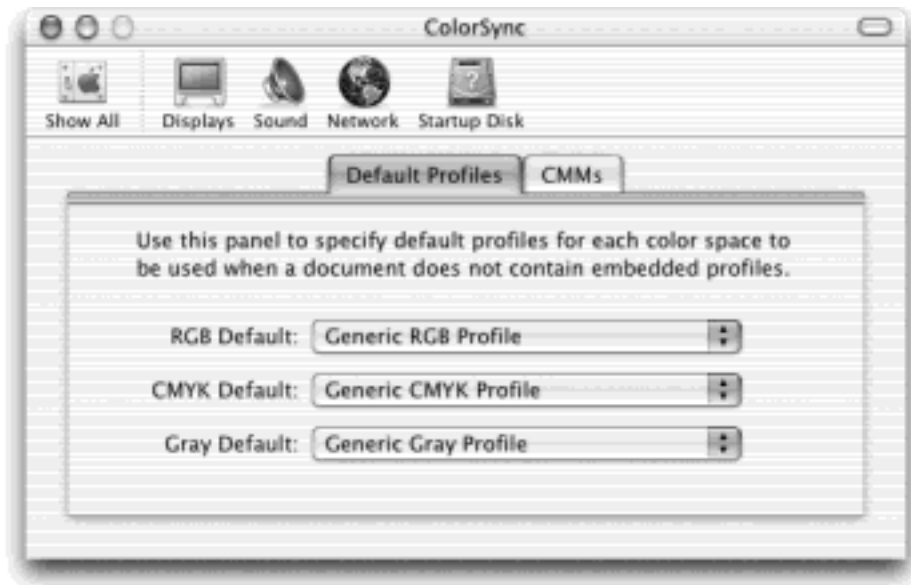 ColorSync
Show All Displays Sound Network Startup Disk
Default Profiles CMMs
Use this panel to specify default profiles for each color space to
be used when a document does not contain embedded profiles.
RGB Default: Generic RGB Profile
CMYK Default: Generic CMYK Profile
Gray Default: Generic Gray Profile